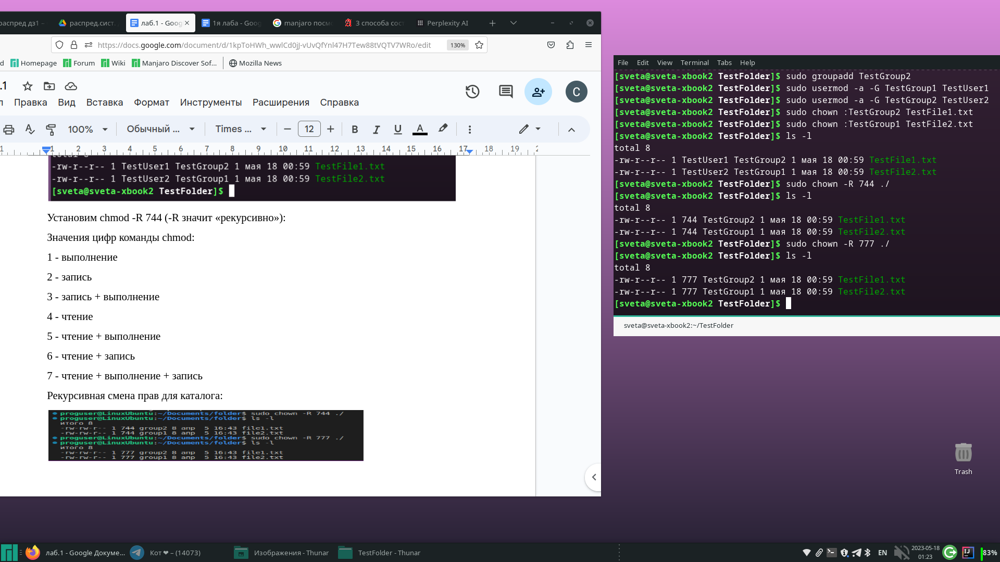 распред дз1 -
распред.сист.
лаб.1 - Goog
1я лаба - Goog
manjaro посмо
3 способа сост
Perplexity AI
https://docs.google.com/document/d/1kpToHWh_wwlCd0jJ-vUvQfYnl47H7Tew88tVQTV7WRo/edit
130%
d
Homepage
Forum
Wiki
Manjaro Discover Sof...
Mozilla News
.1
C
л Правка Вид Вставка Формат Инструменты Расширения Справка
100%
Обычный ...
Times ...
12
B I U A
1 1 2 3 4 5 6 7 8 9 10 11 12 13 14 15 16 17 18 19 2
total 8
-rw-r--r-- 1 TestUser1 TestGroup2 1 мая 18 00:59 TestFile1.txt
-rw-r--r-- 1 TestUser2 TestGroup1 1 мая 18 00:59 TestFile2.txt
[sveta@sveta-xbook2 TestFolder]$
Установим chmod -R 744 (-R значит «рекурсивно»):
Значения цифр команды chmod:
1 - выполнение
2 - запись
3 - запись + выполнение
4 - чтение
5 - чтение + выполнение
6 - чтение + запись
7 - чтение + выполнение + запись
Рекурсивная смена прав для каталога:
proguser@LinuxUbuntu:~/Documents/folder$ sudo chown -R 744 ./
proguser@LinuxUbuntu:~/Documents/folder$ ls -l
итого 8
-rw-rw-r-- 1 744 group2 8 апр  5 16:43 file1.txt
-rw-rw-r-- 1 744 group1 8 апр  5 16:43 file2.txt
proguser@LinuxUbuntu:~/Documents/folder$ sudo chown -R 777 ./
proguser@LinuxUbuntu:~/Documents/folder$ ls -l
итого 8
-rw-rw-r-- 1 777 group2 8 апр  5 16:43 file1.txt
-rw-rw-r-- 1 777 group1 8 апр  5 16:43 file2.txt
File Edit View Terminal Tabs Help
[sveta@sveta-xbook2 TestFolder]$ sudo groupadd TestGroup2
[sveta@sveta-xbook2 TestFolder]$ sudo usermod -a -G TestGroup1 TestUser1
[sveta@sveta-xbook2 TestFolder]$ sudo usermod -a -G TestGroup2 TestUser2
[sveta@sveta-xbook2 TestFolder]$ sudo chown :TestGroup2 TestFile1.txt
[sveta@sveta-xbook2 TestFolder]$ sudo chown :TestGroup1 TestFile2.txt
[sveta@sveta-xbook2 TestFolder]$ ls -l
total 8
-rw-r--r-- 1 TestUser1 TestGroup2 1 мая 18 00:59 TestFile1.txt
-rw-r--r-- 1 TestUser2 TestGroup1 1 мая 18 00:59 TestFile2.txt
[sveta@sveta-xbook2 TestFolder]$ sudo chown -R 744 ./
[sveta@sveta-xbook2 TestFolder]$ ls -l
total 8
-rw-r--r-- 1 744 TestGroup2 1 мая 18 00:59 TestFile1.txt
-rw-r--r-- 1 744 TestGroup1 1 мая 18 00:59 TestFile2.txt
[sveta@sveta-xbook2 TestFolder]$ sudo chown -R 777 ./
[sveta@sveta-xbook2 TestFolder]$ ls -l
total 8
-rw-r--r-- 1 777 TestGroup2 1 мая 18 00:59 TestFile1.txt
-rw-r--r-- 1 777 TestGroup1 1 мая 18 00:59 TestFile2.txt
[sveta@sveta-xbook2 TestFolder]$
sveta@sveta-xbook2:~/TestFolder
Trash
лаб.1 - Google Докуме...
Кот ❤ – (14073)
Изображения - Thunar
TestFolder - Thunar
EN
2023-05-18
01:23
IJ
83%